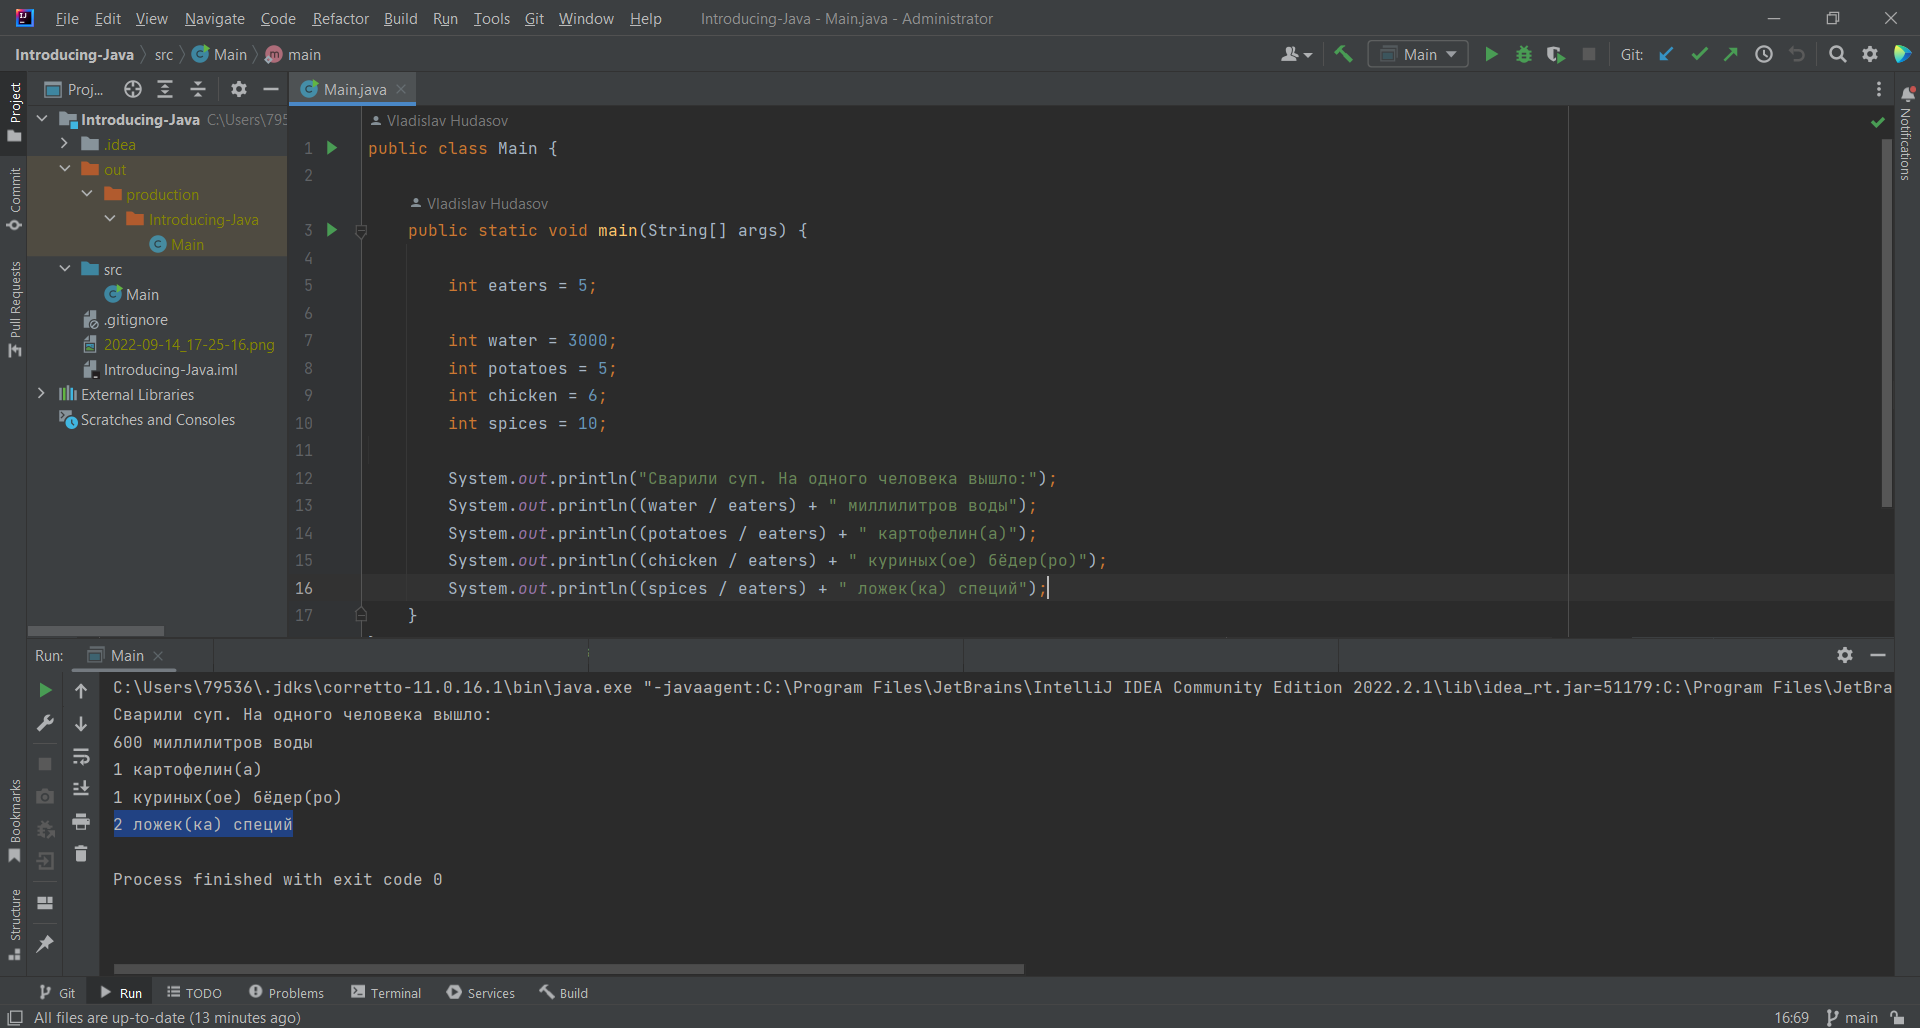 File Edit View Navigate Code Refactor Build Run Tools Git Window Help Introducing-Java - Main.java - Administrator
Introducing-Java src Main main Main Git:
Proj... Main.java
Project
Commit
Pull Requests
Bookmarks
Structure
Notifications
Introducing-Java C:\Users\795
.idea
out
production
Introducing-Java
Main
src
Main
.gitignore
2022-09-14_17-25-16.png
Introducing-Java.iml
External Libraries
Scratches and Consoles
Vladislav Hudasov
1 public class Main {
2
Vladislav Hudasov
3 public static void main(String[] args) {
4
5 int eaters = 5;
6
7 int water = 3000;
8 int potatoes = 5;
9 int chicken = 6;
10 int spices = 10;
11
12 System.out.println("Сварили суп. На одного человека вышло:");
13 System.out.println((water / eaters) + " миллилитров воды");
14 System.out.println((potatoes / eaters) + " картофелин(а)");
15 System.out.println((chicken / eaters) + " куриных(ое) бёдер(ро)");
16 System.out.println((spices / eaters) + " ложек(ка) специй");
17 }
Run: Main
C:\Users\79536\.jdks\corretto-11.0.16.1\bin\java.exe "-javaagent:C:\Program Files\JetBrains\IntelliJ IDEA Community Edition 2022.2.1\lib\idea_rt.jar=51179:C:\Program Files\JetBra
Сварили суп. На одного человека вышло:
600 миллилитров воды
1 картофелин(а)
1 куриных(ое) бёдер(ро)
2 ложек(ка) специй
Process finished with exit code 0
Git Run TODO Problems Terminal Services Build
All files are up-to-date (13 minutes ago) 16:69 main